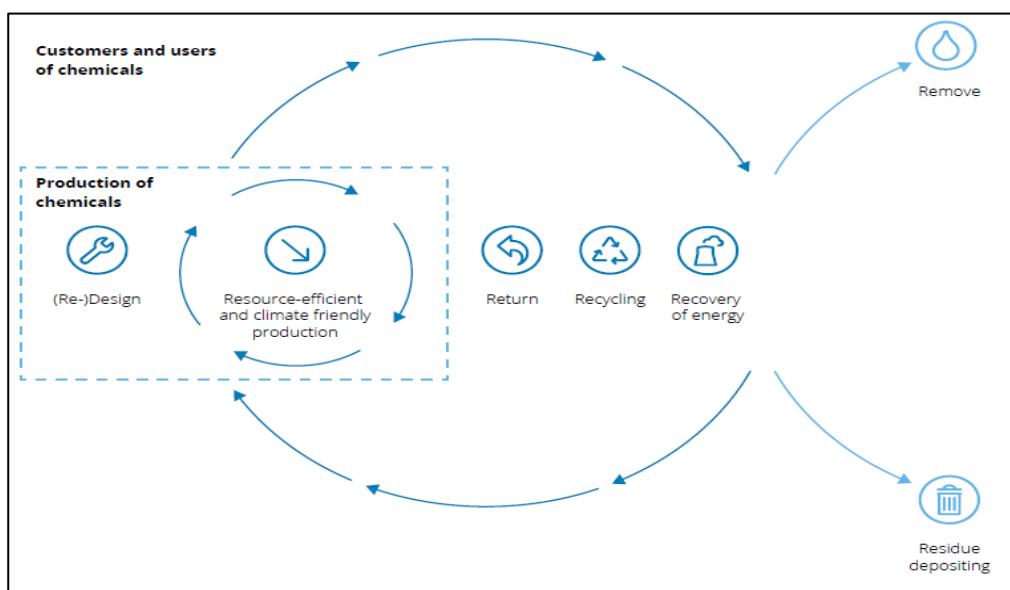 Customers and users
of chemicals
Remove
Production of
chemicals
(Re-)Design
Resource-efficient
and climate friendly
production
Return
Recycling
Recovery
of energy
Residue
depositing